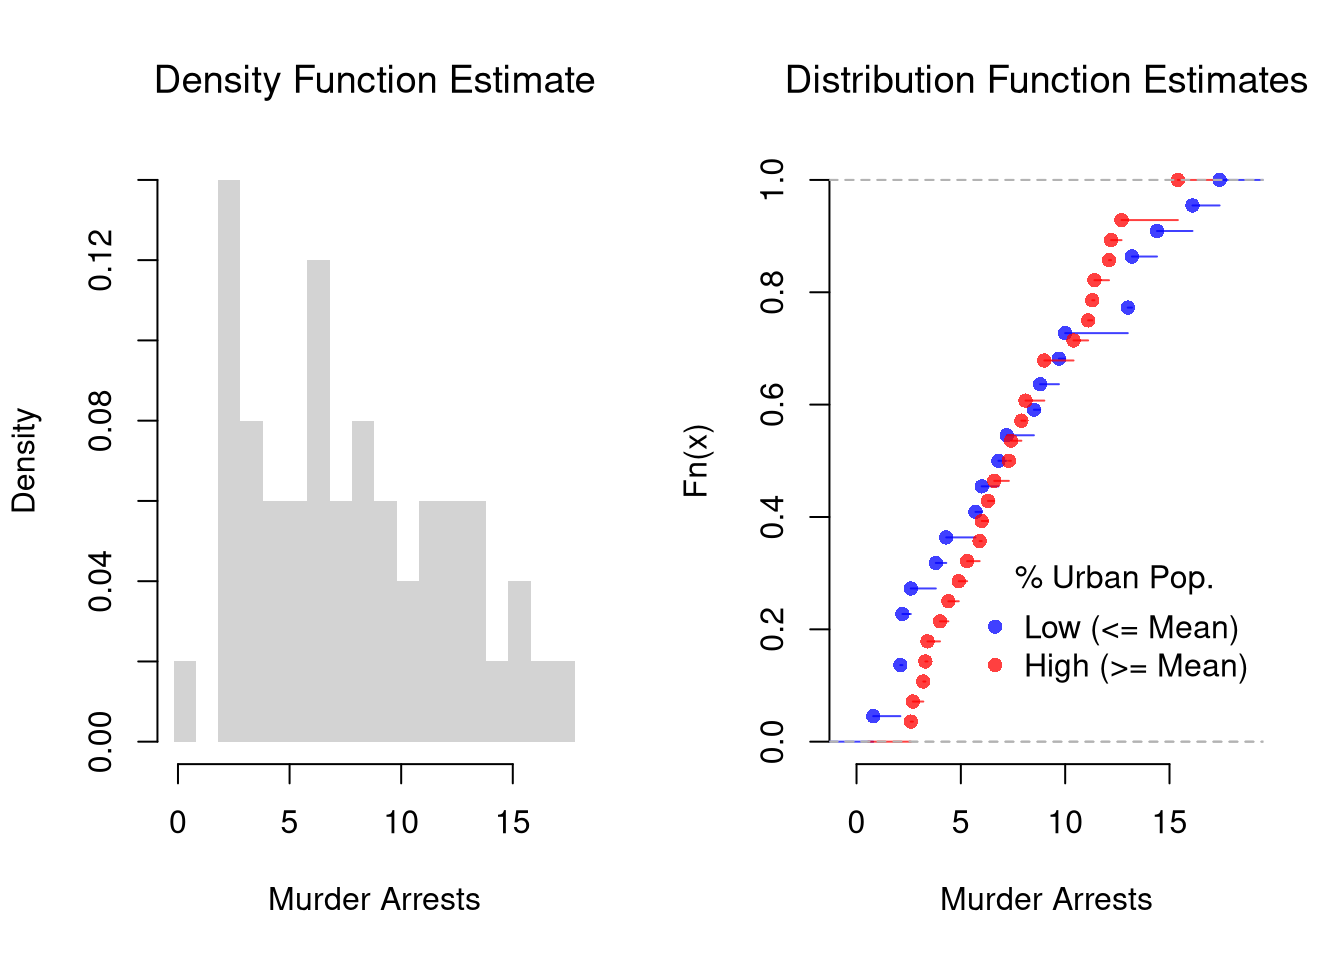 Density Function Estimate
Density
0.00 0.04 0.08 0.12
0 5 10 15
Murder Arrests
Distribution Function Estimates
Fn(x)
0.0 0.2 0.4 0.6 0.8 1.0
% Urban Pop.
Low (<= Mean)
High (>= Mean)
0 5 10 15
Murder Arrests